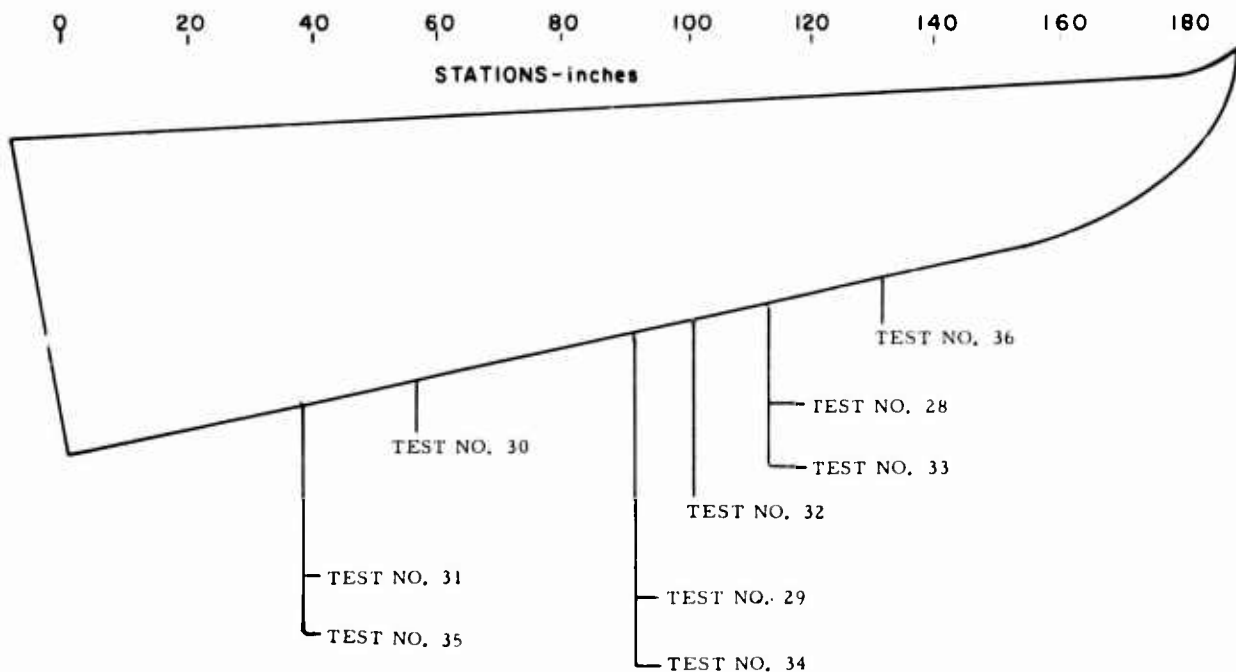 0 20 40 60 80 100 120 140 160 180
STATIONS-inches
TEST NO. 36
TEST NO. 28
TEST NO. 30
TEST NO. 33
TEST NO. 32
TEST NO. 31
TEST NO. 29
TEST NO. 35
TEST NO. 34